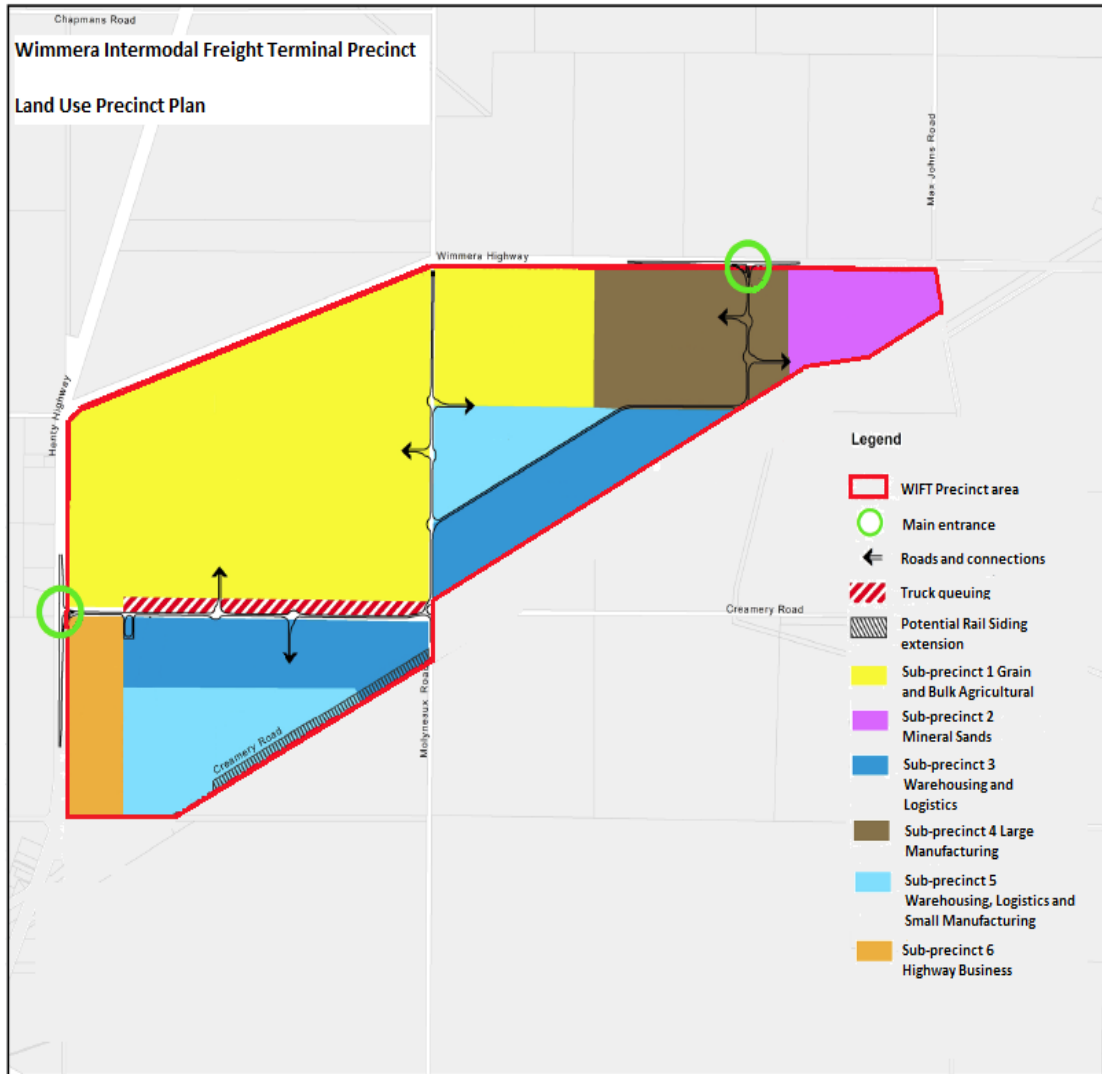 Chapmans Road
Wimmera Intermodal Freight Terminal Precinct
Land Use Precinct Plan
Max Johns Road
Wimmera Highway
Henty Highway
Legend
WIFT Precinct area
Main entrance
Roads and connections
Truck queuing
Creamery Road
Potential Rail Siding
extension
Sub-precinct 1 Grain
and Bulk Agricultural
Molyneaux Road
Creamery Road
Sub-precinct 2
Mineral Sands
Sub-precinct 3
Warehousing and
Logistics
Sub-precinct 4 Large
Manufacturing
Sub-precinct 5
Warehousing, Logistics and
Small Manufacturing
Sub-precinct 6
Highway Business